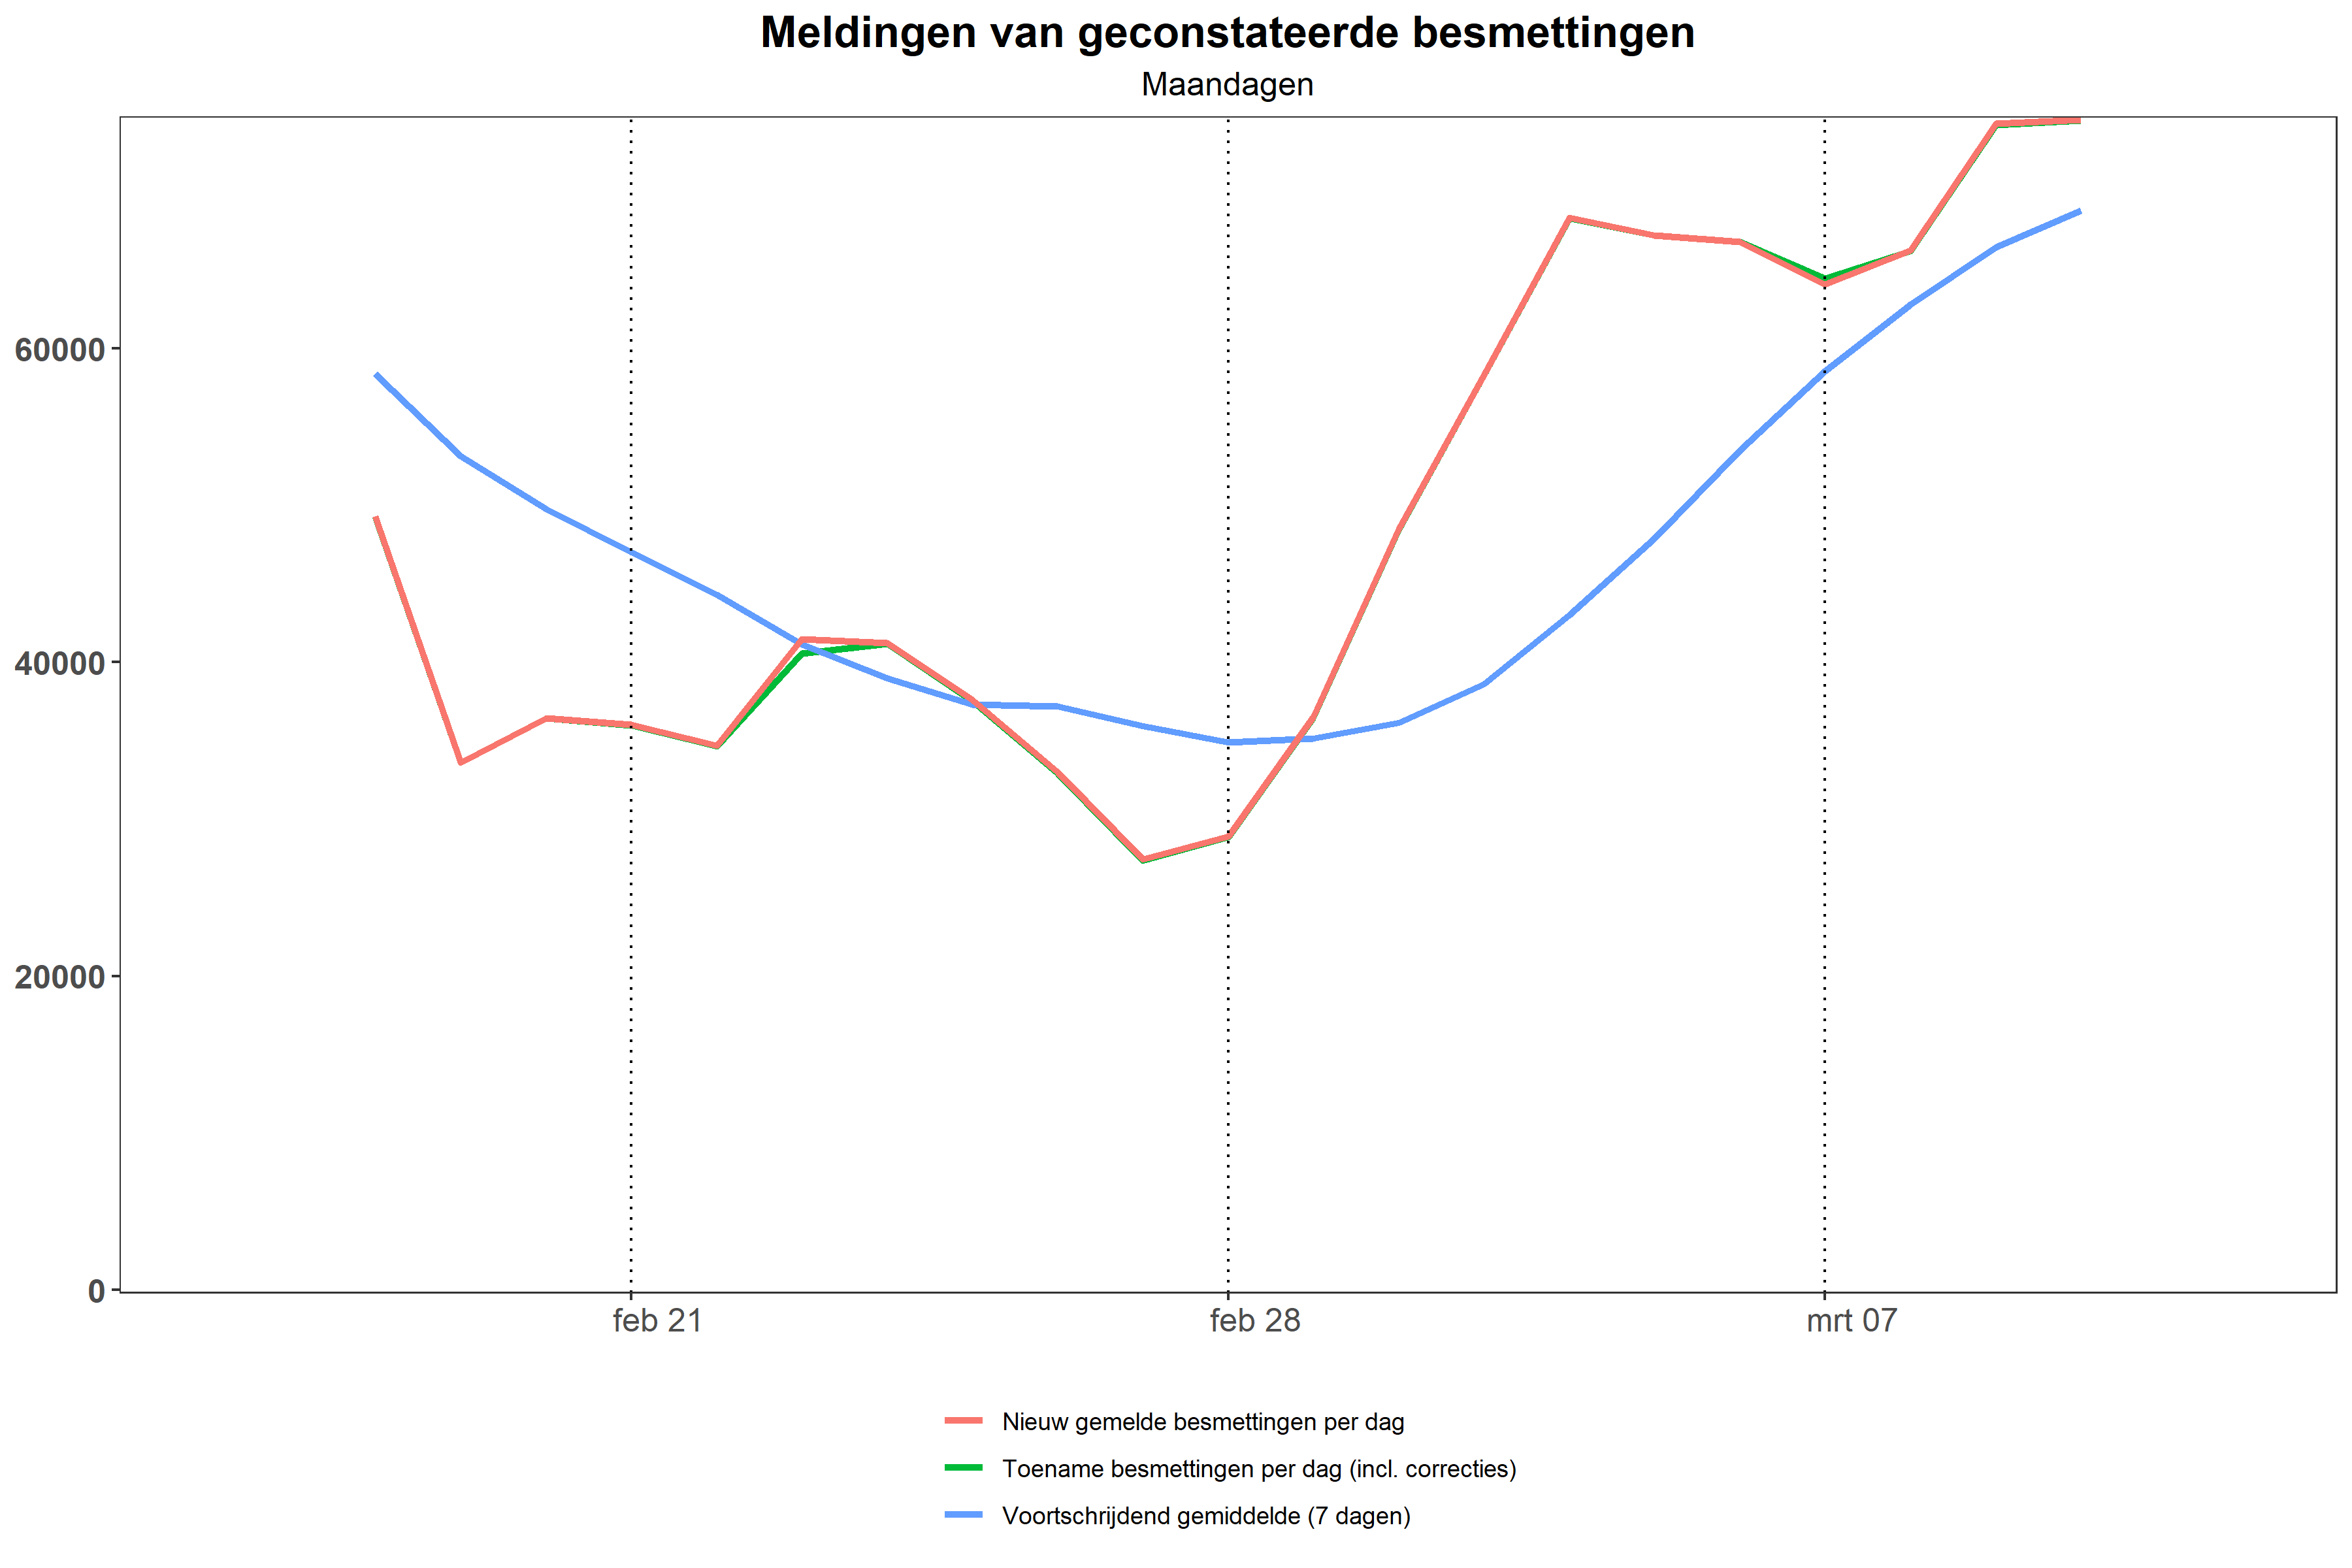 Meldingen van geconstateerde besmettingen
Maandagen
60000
40000
20000
0
feb 21
feb 28
mrt 07
Nieuw gemelde besmettingen per dag
Toename besmettingen per dag (incl. correcties)
Voortschrijdend gemiddelde (7 dagen)